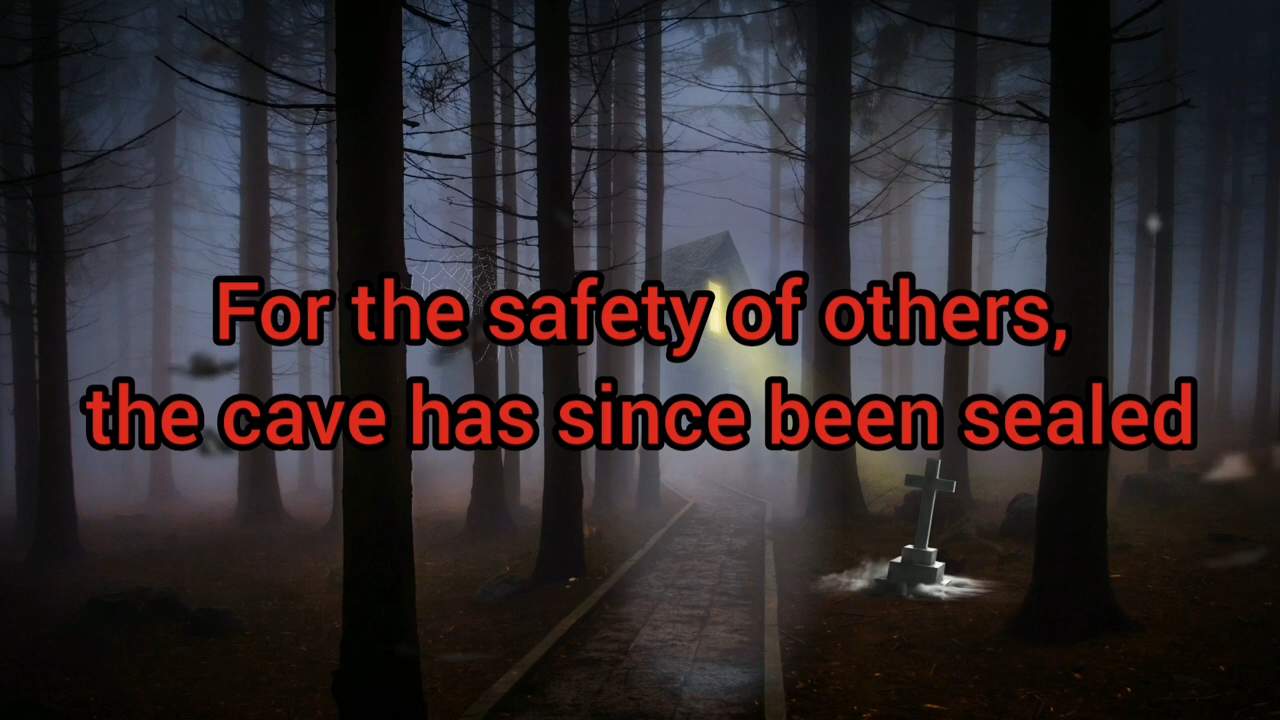 For the safety of others,
the cave has since been sealed